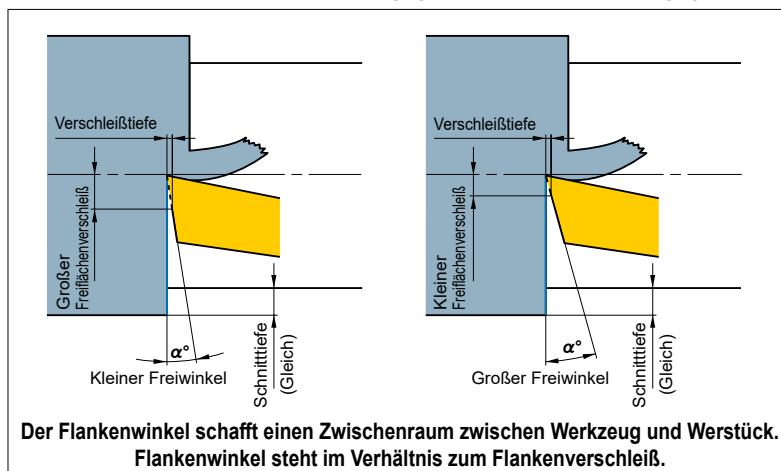 Verschleißtiefe
Großer
Freiflächenverschleiß
α°
Kleiner Freiwinkel
Schnitttiefe
(Gleich)
Verschleißtiefe
Kleiner
Freiflächenverschleiß
α°
Großer Freiwinkel
Schnitttiefe
(Gleich)
Der Flankenwinkel schafft einen Zwischenraum zwischen Werkzeug und Werstück.
Flankenwinkel steht im Verhältnis zum Flankenverschleiß.